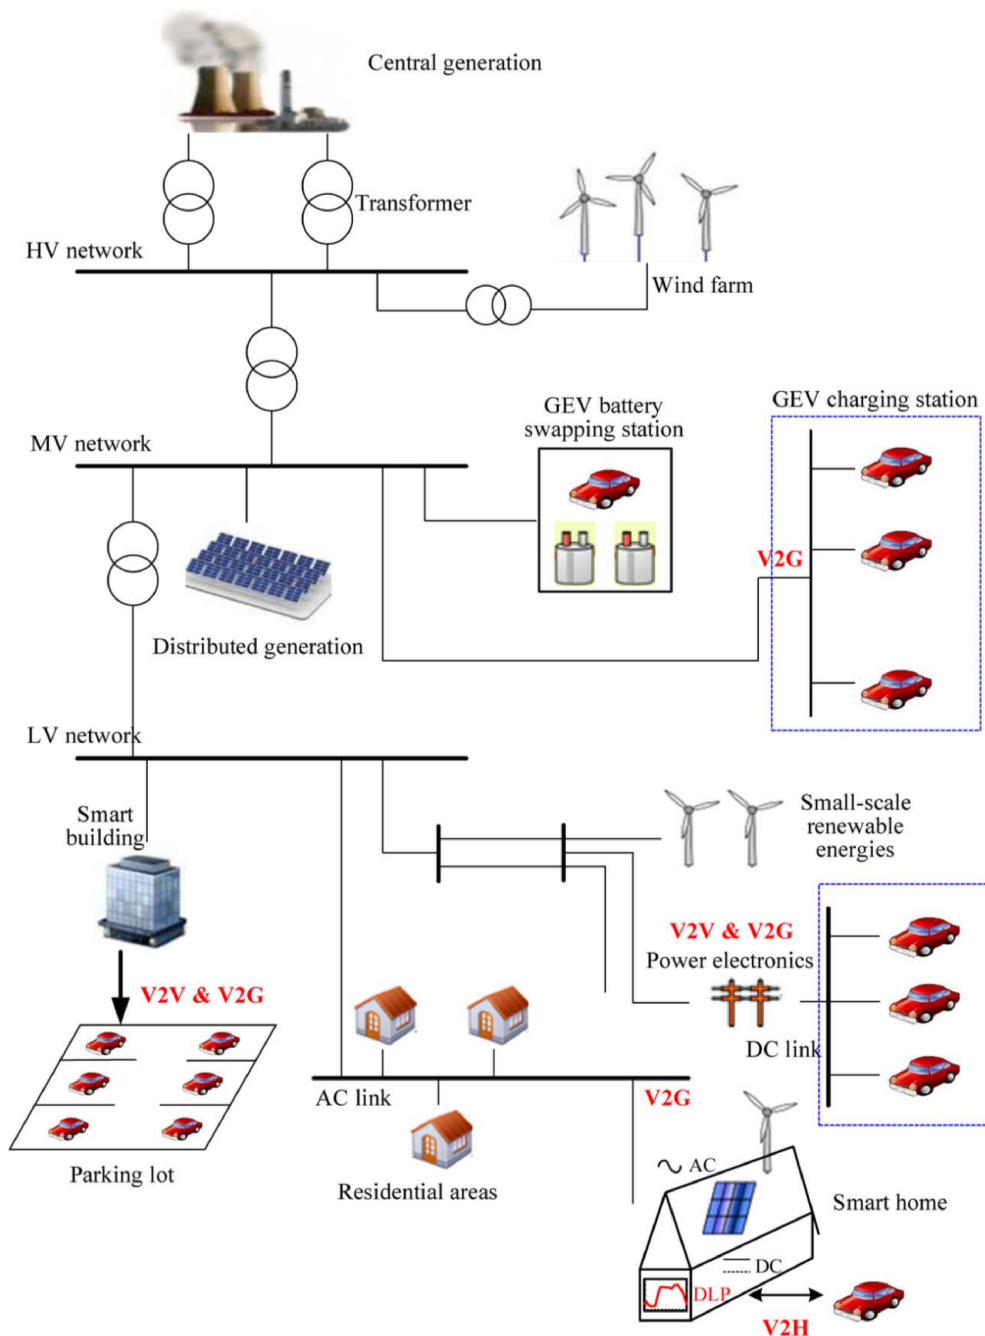 Central generation
Transformer
HV network
Wind farm
GEV battery
swapping station
GEV charging station
MV network
V2G
Distributed generation
LV network
Smart
building
Small-scale
renewable
energies
V2V & V2G
Power electronics
V2V & V2G
DC link
AC link
V2G
Parking lot
Residential areas
AC
Smart home
DC
DLP
V2H